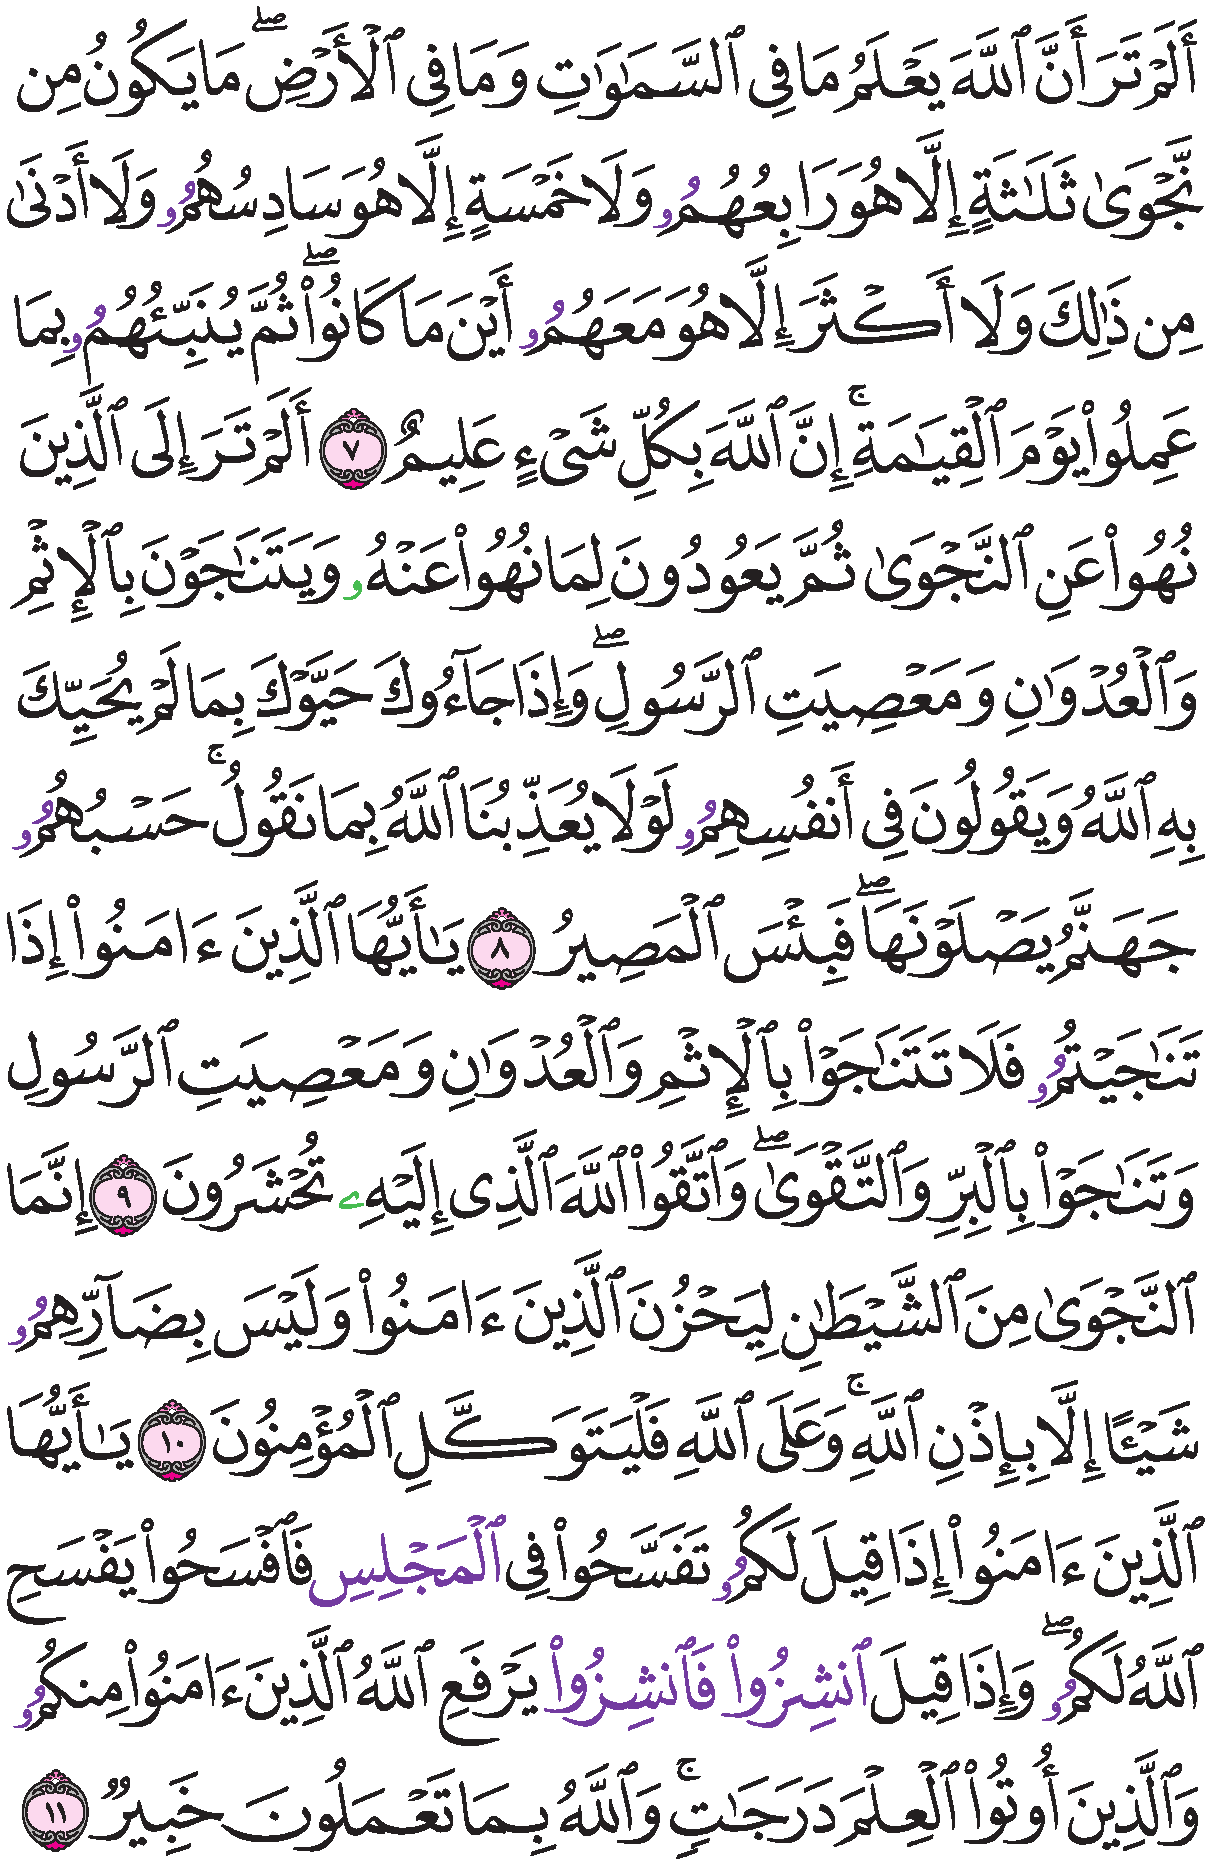 أَلَمْ تَرَ أَنَّ ٱللَّهَ يَعْلَمُ مَا فِى ٱلسَّمَٰوَٰتِ وَمَا فِى ٱلْأَرْضِۖ مَا يَكُونُ مِن
نَّجْوَىٰ ثَلَٰثَةٍ إِلَّا هُوَ رَابِعُهُمُۥ وَلَا خَمْسَةٍ إِلَّا هُوَ سَادِسُهُمُۥ وَلَا أَدْنَىٰ
مِن ذَٰلِكَ وَلَا أَكْثَرَ إِلَّا هُوَ مَعَهُمُۥ أَيْنَ مَا كَانُوا۟ۖ ثُمَّ يُنَبِّئُهُمُۥ بِمَا
عَمِلُوا۟ يَوْمَ ٱلْقِيَٰمَةِۚ إِنَّ ٱللَّهَ بِكُلِّ شَىْءٍ عَلِيمٌ ٧ أَلَمْ تَرَ إِلَى ٱلَّذِينَ
نُهُوا۟ عَنِ ٱلنَّجْوَىٰ ثُمَّ يَعُودُونَ لِمَا نُهُوا۟ عَنْهُۥ وَيَتَنَٰجَوْنَ بِٱلْإِثْمِ
وَٱلْعُدْوَٰنِ وَمَعْصِيَتِ ٱلرَّسُولِۖ وَإِذَا جَآءُوكَ حَيَّوْكَ بِمَا لَمْ يُحَيِّكَ
بِهِ ٱللَّهُ وَيَقُولُونَ فِى أَنفُسِهِمُۥ لَوْلَا يُعَذِّبُنَا ٱللَّهُ بِمَا نَقُولُۚ حَسْبُهُمُۥ
جَهَنَّمُ يَصْلَوْنَهَاۖ فَبِئْسَ ٱلْمَصِيرُ ٨ يَٰأَيُّهَا ٱلَّذِينَ ءَامَنُوا۟ إِذَا
تَنَٰجَيْتُمُۥ فَلَا تَتَنَٰجَوْا۟ بِٱلْإِثْمِ وَٱلْعُدْوَٰنِ وَمَعْصِيَتِ ٱلرَّسُولِ
وَتَنَٰجَوْا۟ بِٱلْبِرِّ وَٱلتَّقْوَىٰۖ وَٱتَّقُوا۟ ٱللَّهَ ٱلَّذِى إِلَيْهِۦ تُحْشَرُونَ ٩ إِنَّمَا
ٱلنَّجْوَىٰ مِنَ ٱلشَّيْطَٰنِ لِيَحْزُنَ ٱلَّذِينَ ءَامَنُوا۟ وَلَيْسَ بِضَآرِّهِمُۥ
شَيْـًٔا إِلَّا بِإِذْنِ ٱللَّهِۚ وَعَلَى ٱللَّهِ فَلْيَتَوَكَّلِ ٱلْمُؤْمِنُونَ ١٠ يَٰأَيُّهَا
ٱلَّذِينَ ءَامَنُوا۟ إِذَا قِيلَ لَكُمُۥ تَفَسَّحُوا۟ فِى ٱلْمَجْلِسِ فَٱفْسَحُوا۟ يَفْسَحِ
ٱللَّهُ لَكُمُۥۖ وَإِذَا قِيلَ ٱنشِزُوا۟ فَٱنشِزُوا۟ يَرْفَعِ ٱللَّهُ ٱلَّذِينَ ءَامَنُوا۟ مِنكُمُۥ
وَٱلَّذِينَ أُوتُوا۟ ٱلْعِلْمَ دَرَجَٰتٍۚ وَٱللَّهُ بِمَا تَعْمَلُونَ خَبِيرٌ ١١